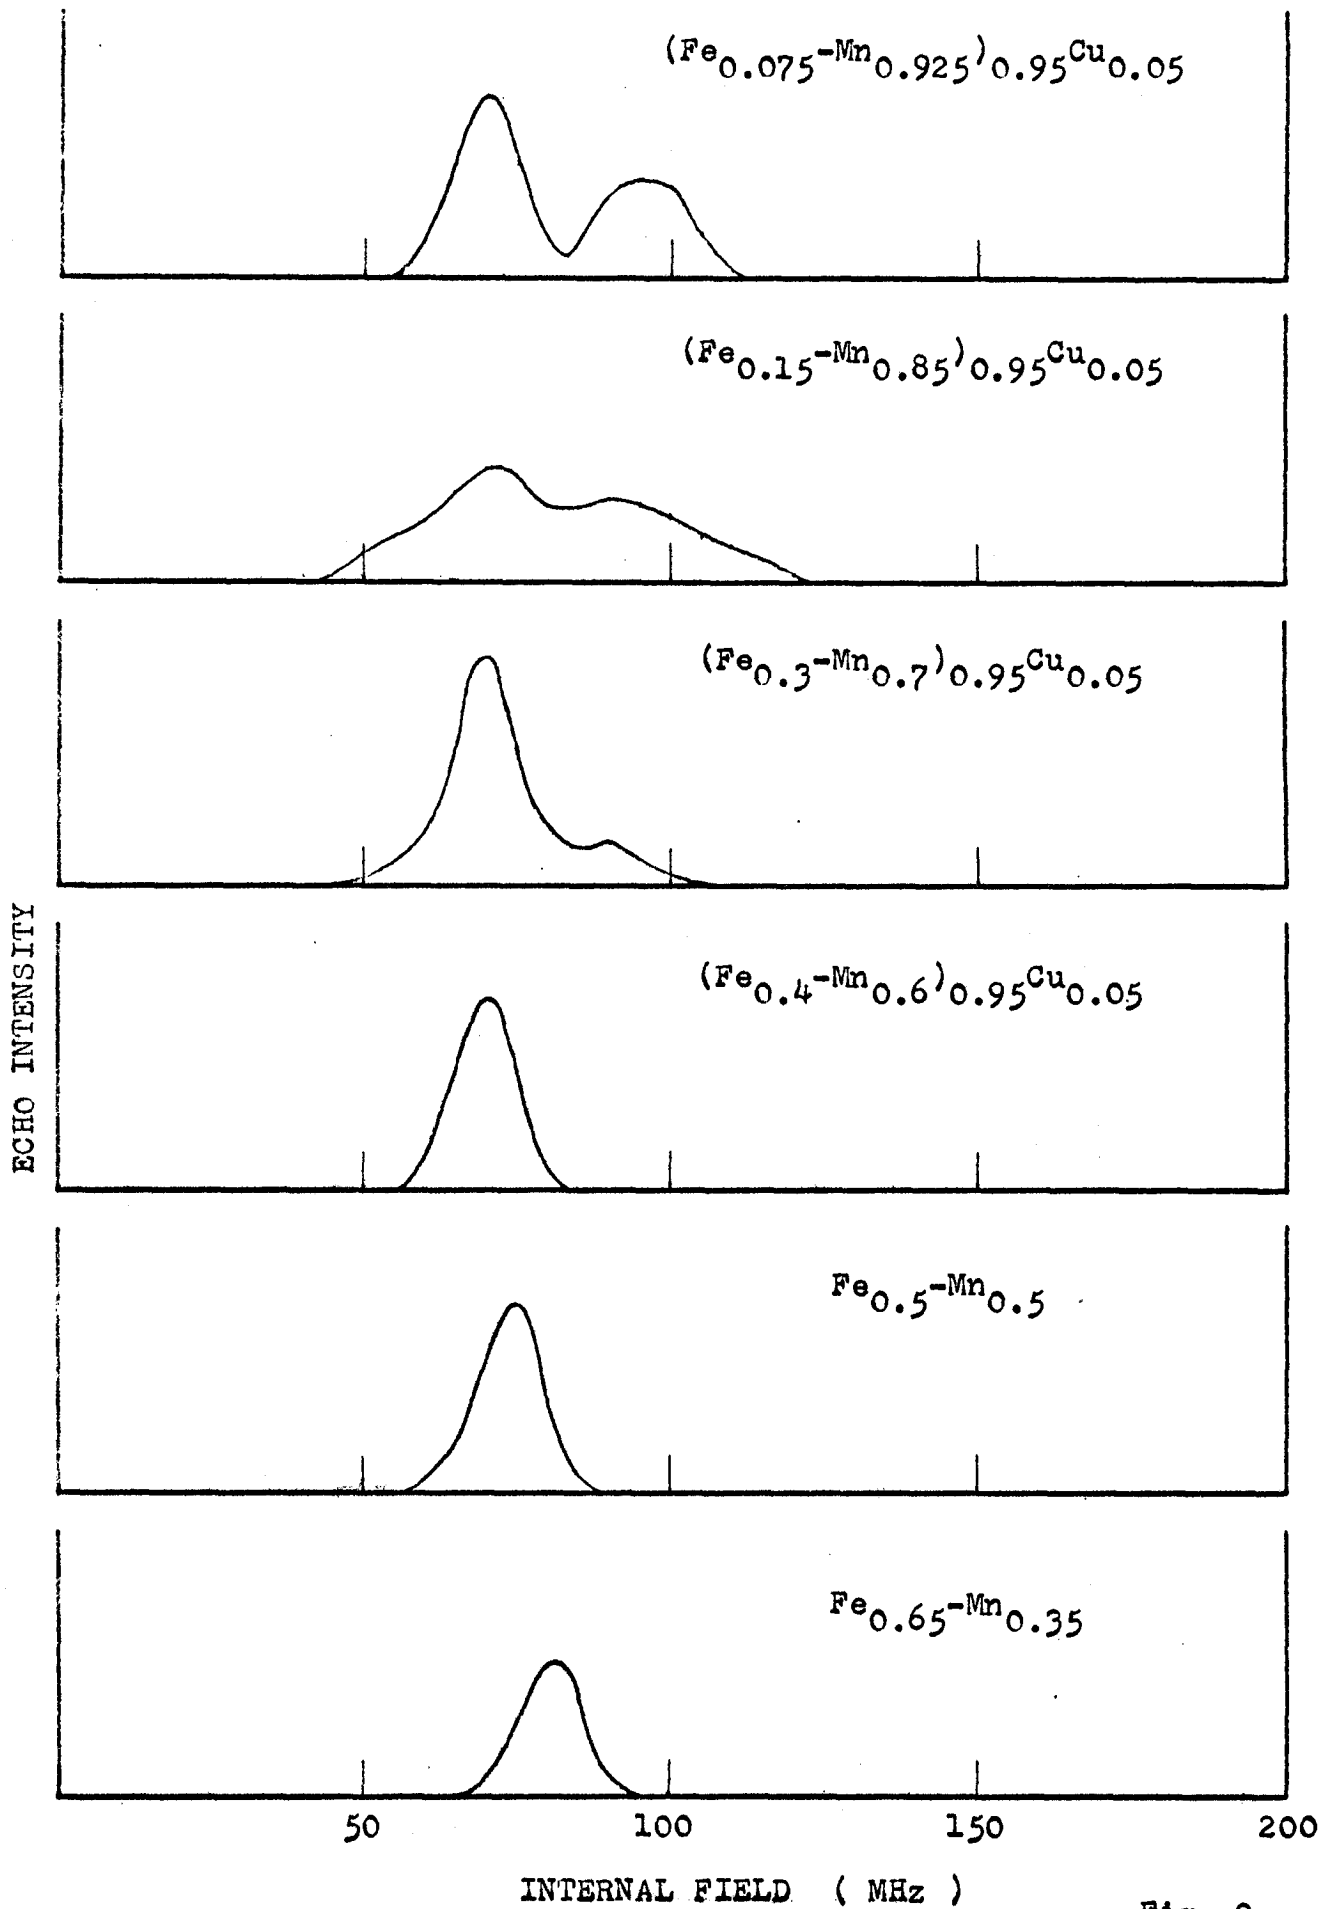 (Fe0.075-Mn0.925)0.95Cu0.05
(Fe0.15-Mn0.85)0.95Cu0.05
(Fe0.3-Mn0.7)0.95Cu0.05
(Fe0.4-Mn0.6)0.95Cu0.05
Fe0.5-Mn0.5
Fe0.65-Mn0.35
ECHO INTENSITY
50 100 150 200
INTERNAL FIELD ( MHz )